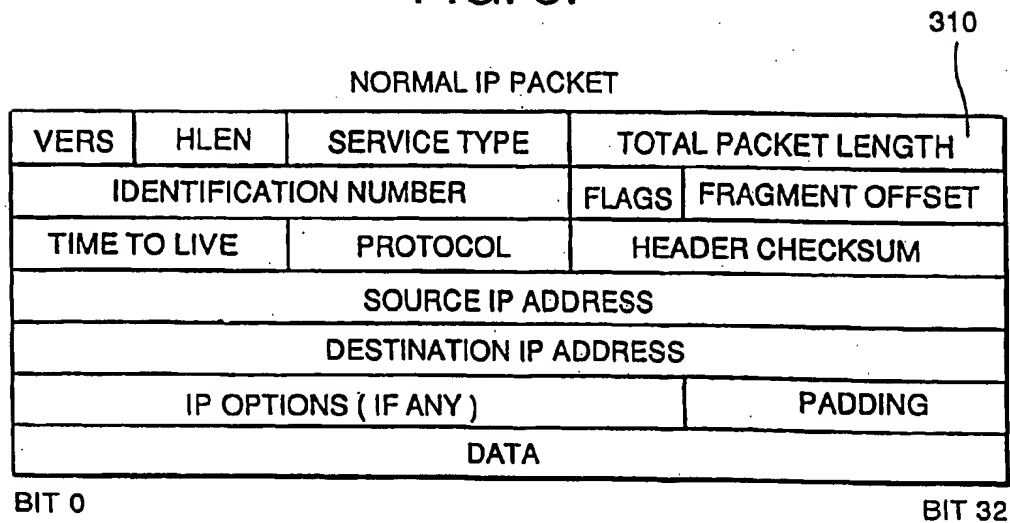 310
NORMAL IP PACKET
VERS HLEN SERVICE TYPE TOTAL PACKET LENGTH
IDENTIFICATION NUMBER FLAGS FRAGMENT OFFSET
TIME TO LIVE PROTOCOL HEADER CHECKSUM
SOURCE IP ADDRESS
DESTINATION IP ADDRESS
IP OPTIONS ( IF ANY ) PADDING
DATA
BIT 0 BIT 32